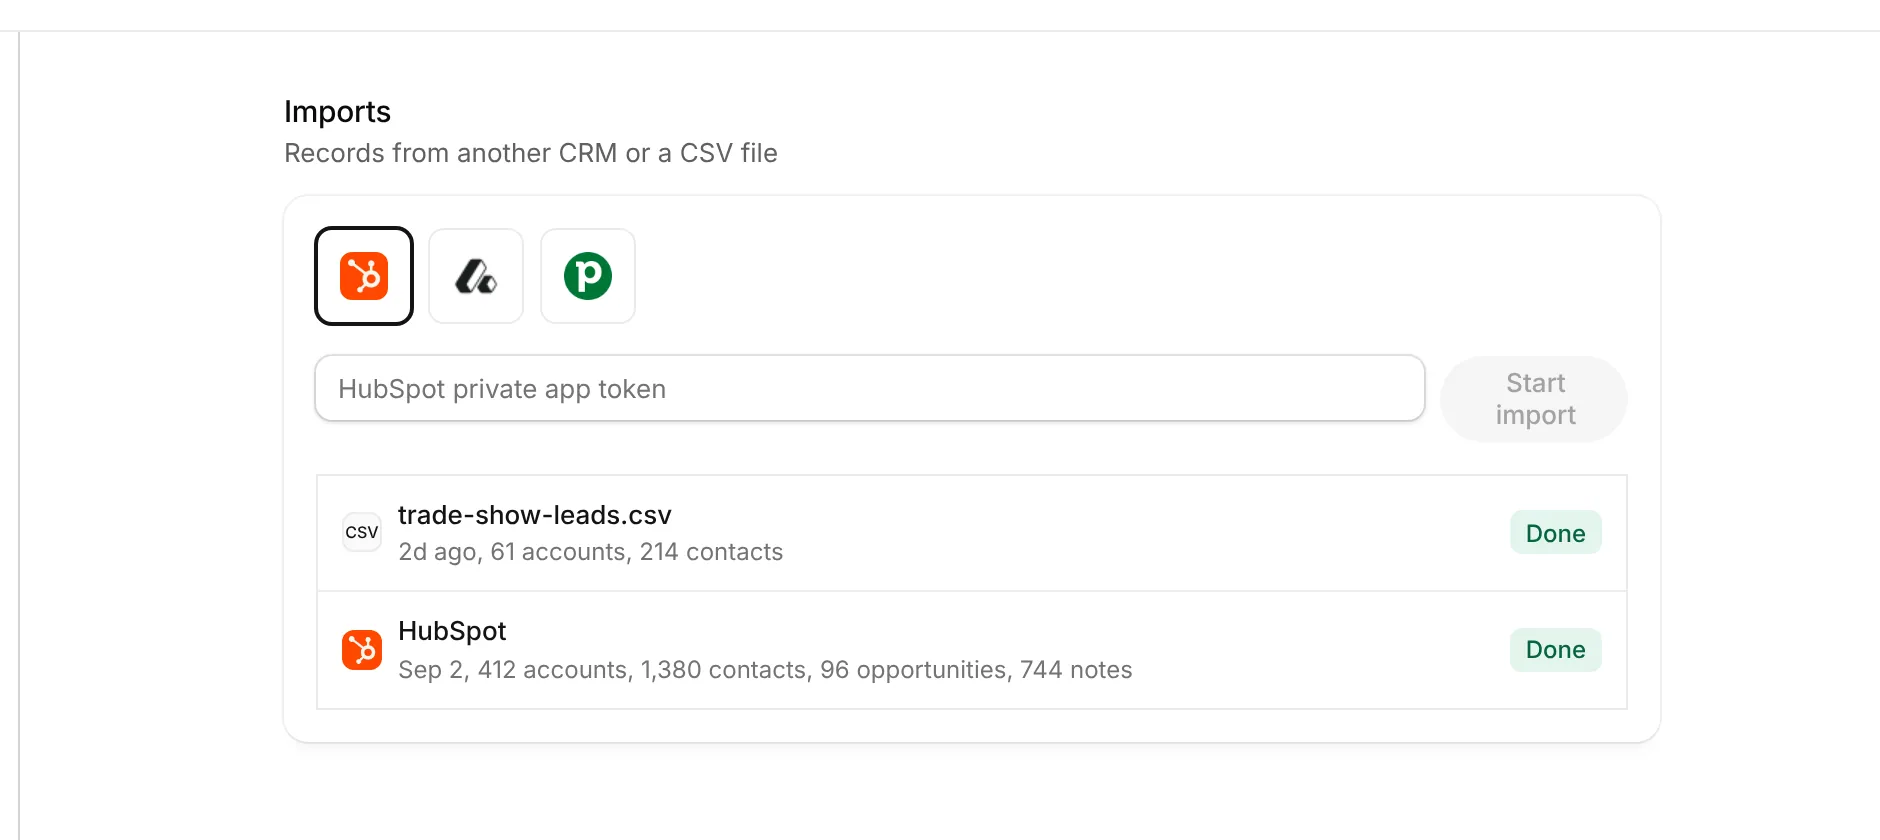 Imports
Records from another CRM or a CSV file
HubSpot private app token
Start
import
CSV
trade-show-leads.csv
2d ago, 61 accounts, 214 contacts
Done
HubSpot
Sep 2, 412 accounts, 1,380 contacts, 96 opportunities, 744 notes
Done